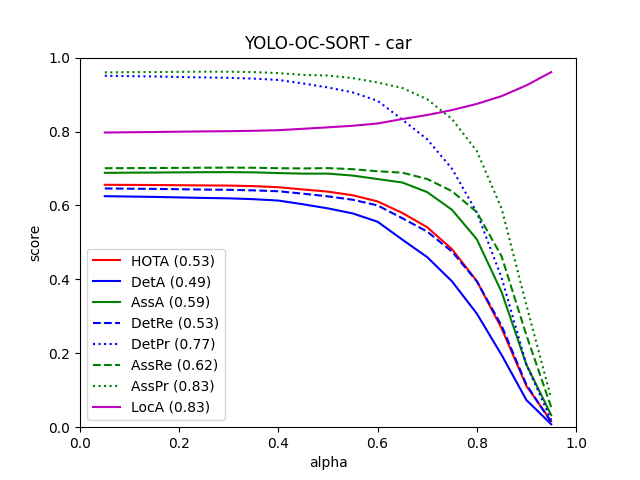 YOLO-OC-SORT - car
score
1.0
0.8
0.6
0.4
0.2
0.0
HOTA (0.53)
DetA (0.49)
AssA (0.59)
DetRe (0.53)
DetPr (0.77)
AssRe (0.62)
AssPr (0.83)
LocA (0.83)
0.0 0.2 0.4 0.6 0.8 1.0
alpha